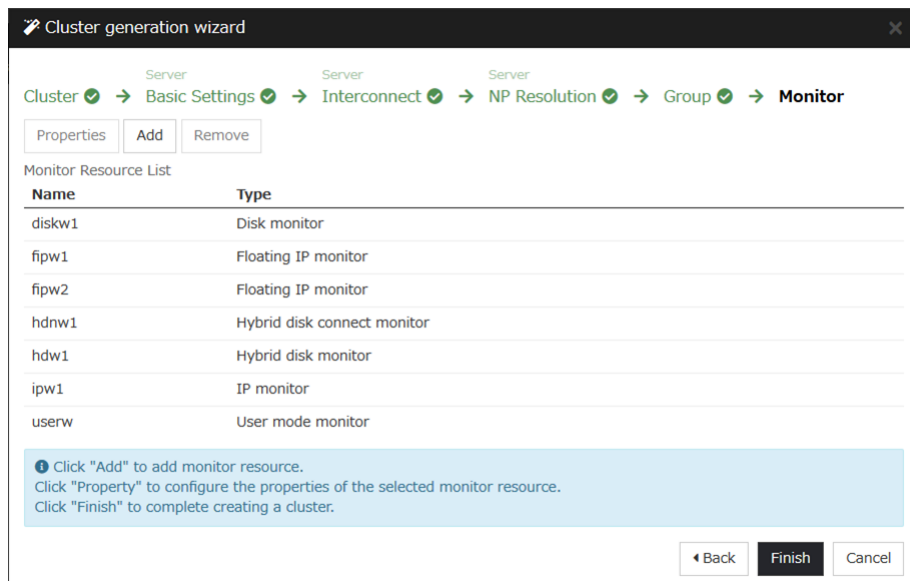 Cluster generation wizard
Server Server Server
Cluster → Basic Settings → Interconnect → NP Resolution → Group → Monitor
Properties Add Remove
Monitor Resource List
Name Type
diskw1 Disk monitor
fipw1 Floating IP monitor
fipw2 Floating IP monitor
hdnw1 Hybrid disk connect monitor
hdw1 Hybrid disk monitor
ipw1 IP monitor
userw User mode monitor
Click "Add" to add monitor resource.
Click "Property" to configure the properties of the selected monitor resource.
Click "Finish" to complete creating a cluster.
Back Finish Cancel